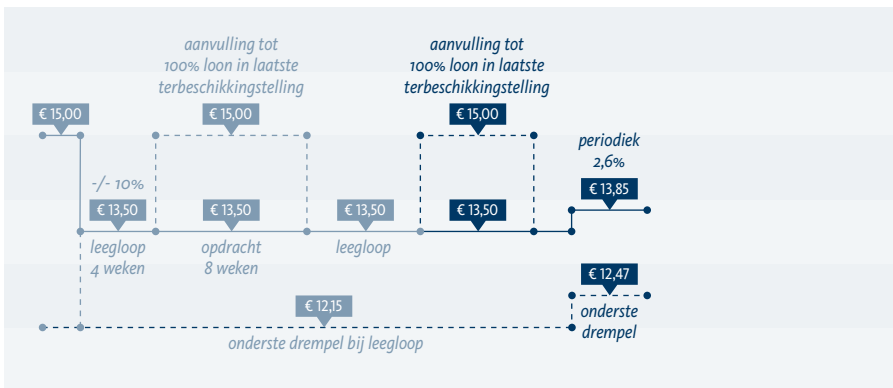 aanvulling tot
100% loon in laatste
terbeschikkingstelling
aanvulling tot
100% loon in laatste
terbeschikkingstelling
€ 15,00
€ 15,00
€ 15,00
periodiek
2,6%
-/- 10%
€ 13,50
€ 13,50
€ 13,50
€ 13,50
€ 13,85
leegloop
4 weken
opdracht
8 weken
leegloop
€ 12,47
€ 12,15
onderste
drempel
onderste drempel bij leegloop